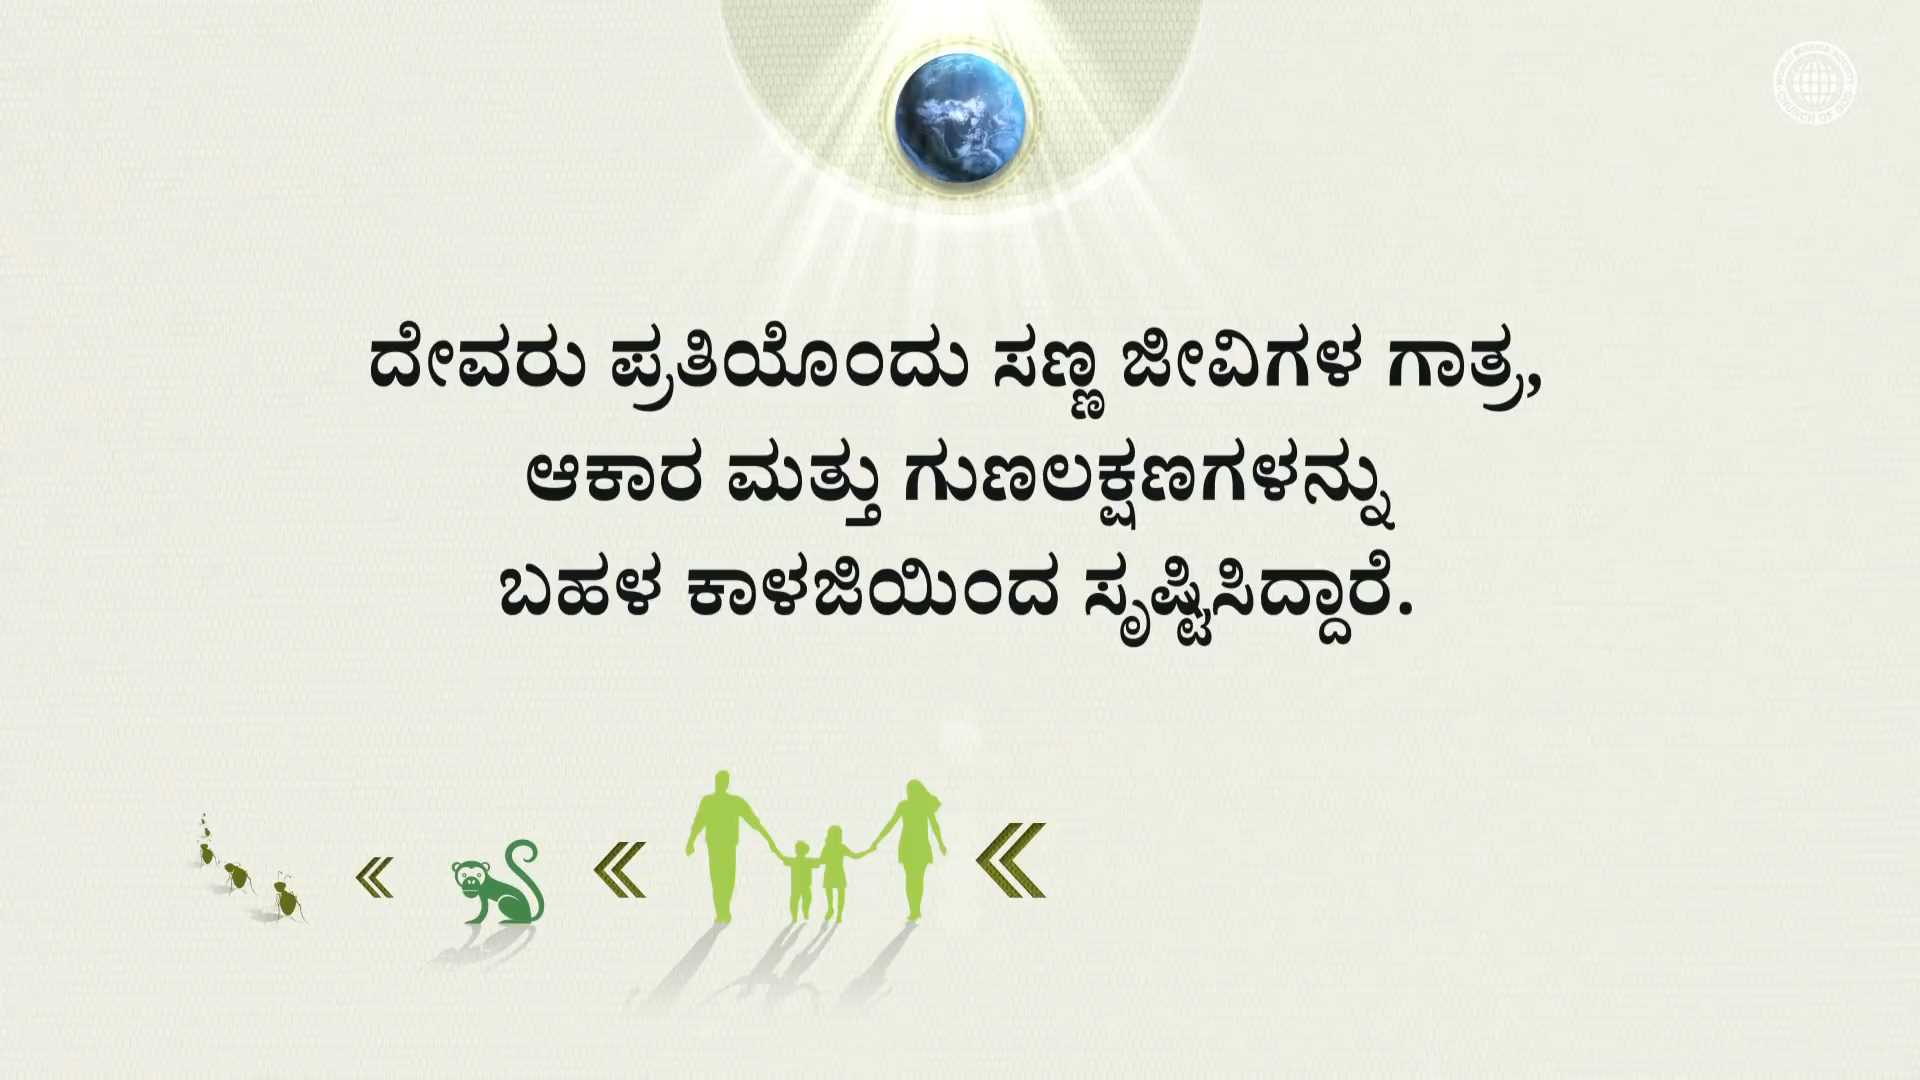 ದೇವರು ಪ್ರತಿಯೊಂದು ಸಣ್ಣ ಜೀವಿಗಳ ಗಾತ್ರ,
ಆಕಾರ ಮತ್ತು ಗುಣಲಕ್ಷಣಗಳನ್ನು
ಬಹಳ ಕಾಳಜಿಯಿಂದ ಸೃಷ್ಟಿಸಿದ್ದಾರೆ.